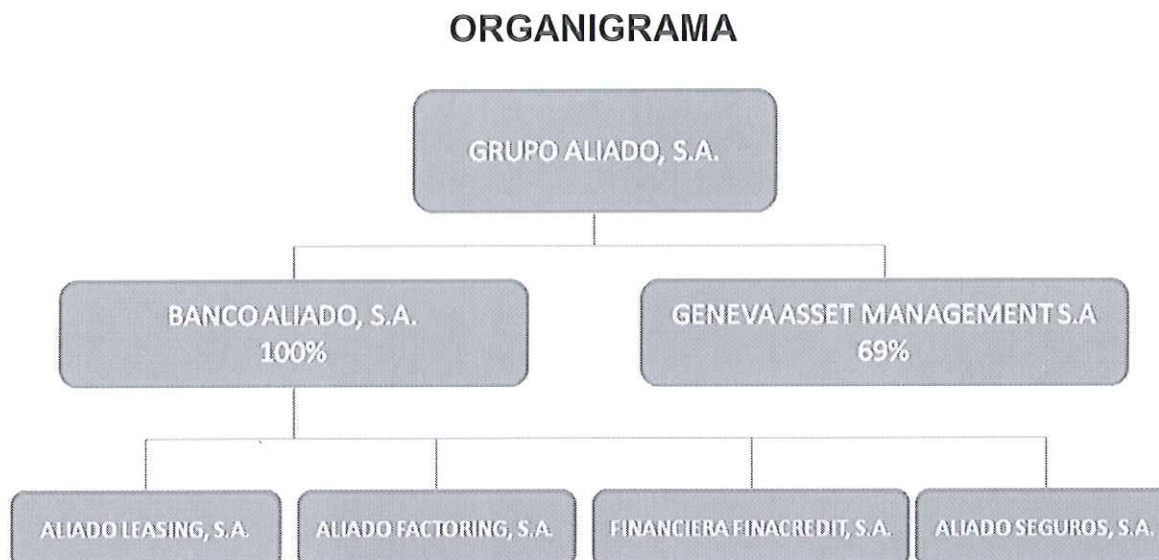 ORGANIGRAMA
GRUPO ALIADO, S.A.
BANCO ALIADO, S.A.
100%
GENEVA ASSET MANAGEMENT S.A
69%
ALIADO LEASING, S.A.
ALIADO FACTORING, S.A.
FINANCIERA FINACREDIT, S.A.
ALIADO SEGUROS, S.A.